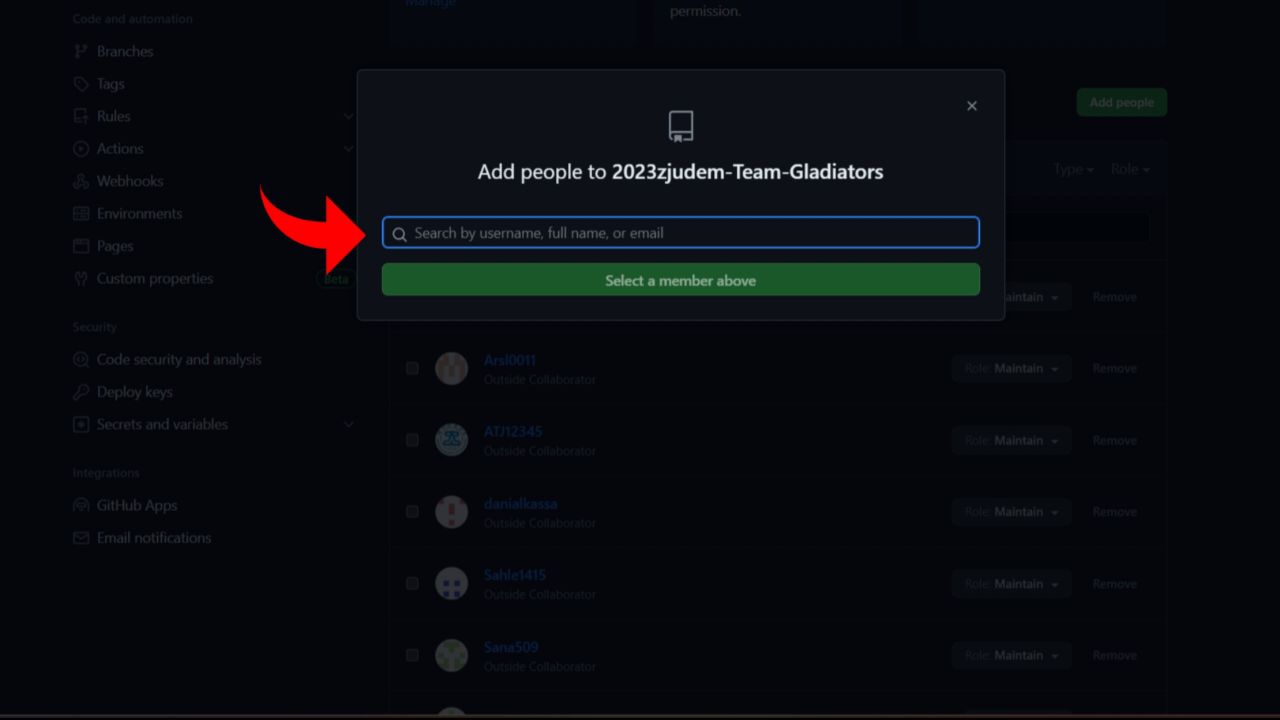 Manage
permission.
Code and automation
Branches
Tags
Rules
Actions
Webhooks
Environments
Pages
Custom properties
Beta
Security
Code security and analysis
Deploy keys
Secrets and variables
Integrations
GitHub Apps
Email notifications
Add people
Type
Role
Add people to 2023zjudem-Team-Gladiators
Search by username, full name, or email
Select a member above
aintain Remove
Arsl0011
Outside Collaborator
Role: Maintain Remove
ATJ12345
Outside Collaborator
Role: Maintain Remove
danialkassa
Outside Collaborator
Role: Maintain Remove
Sahle1415
Outside Collaborator
Role: Maintain Remove
Sana509
Outside Collaborator
Role: Maintain Remove